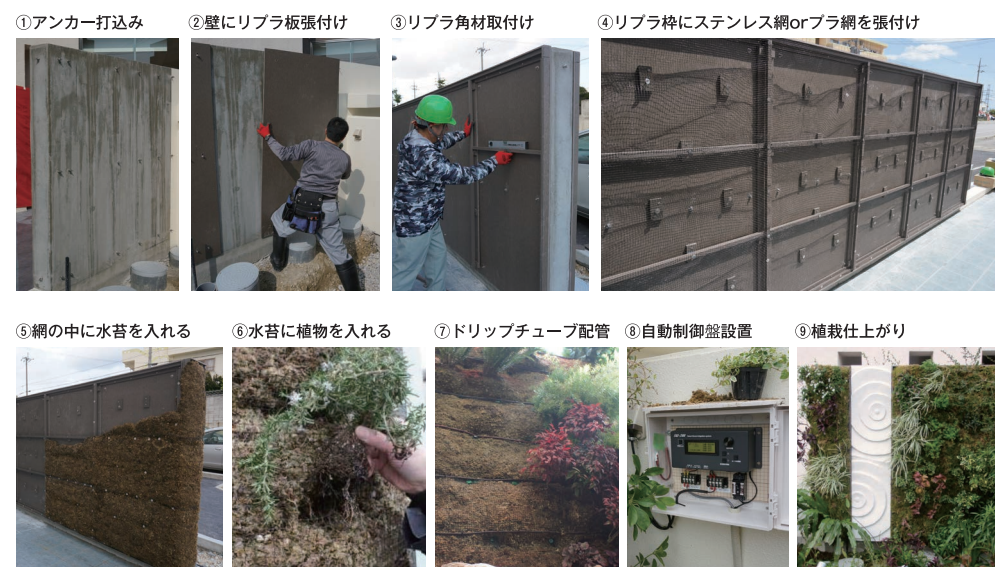 ①アンカー打込み
②壁にリプラ板張付け
③リプラ角材取付け
④リプラ枠にステンレス網orプラ網を張付け
⑤網の中に水苔を入れる
⑥水苔に植物を入れる
⑦ドリップチューブ配管
⑧自動制御盤設置
⑨植栽仕上がり